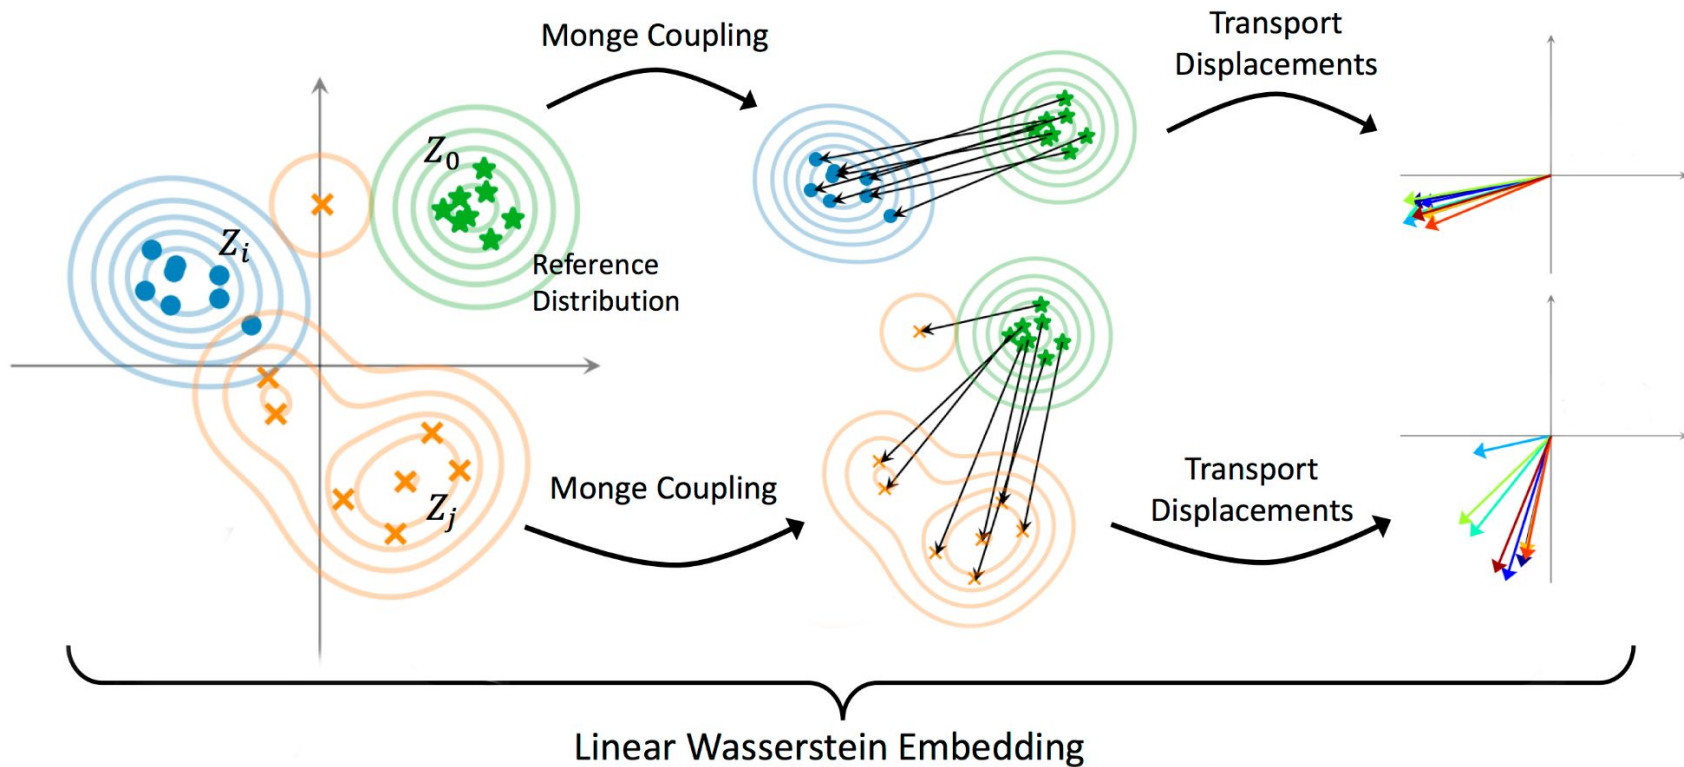 Monge Coupling
Transport
Displacements
Z₀
Zᵢ
Reference
Distribution
Zⱼ
Monge Coupling
Transport
Displacements
Linear Wasserstein Embedding